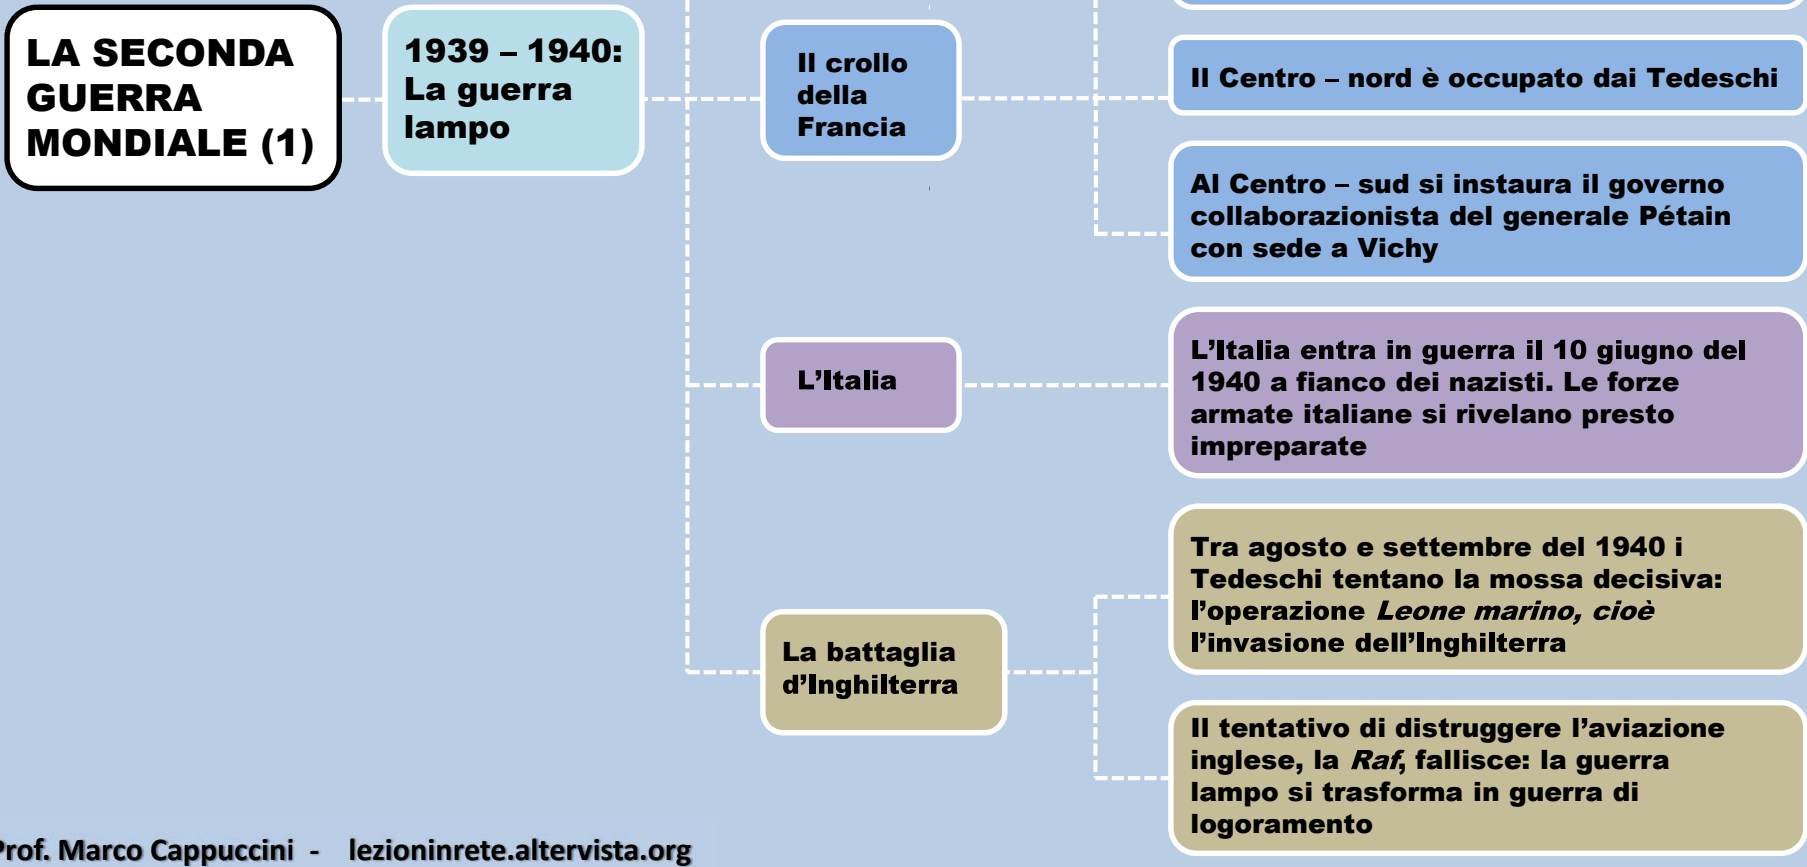 LA SECONDA
GUERRA
MONDIALE (1)
1939 – 1940:
La guerra
lampo
Il crollo
della
Francia
Il Centro – nord è occupato dai Tedeschi
Al Centro – sud si instaura il governo
collaborazionista del generale Pétain
con sede a Vichy
L’Italia
L’Italia entra in guerra il 10 giugno del
1940 a fianco dei nazisti. Le forze
armate italiane si rivelano presto
impreparate
La battaglia
d’Inghilterra
Tra agosto e settembre del 1940 i
Tedeschi tentano la mossa decisiva:
l’operazione Leone marino, cioè
l’invasione dell’Inghilterra
Il tentativo di distruggere l’aviazione
inglese, la Raf, fallisce: la guerra
lampo si trasforma in guerra di
logoramento
Prof. Marco Cappuccini - lezioninrete.altervista.org